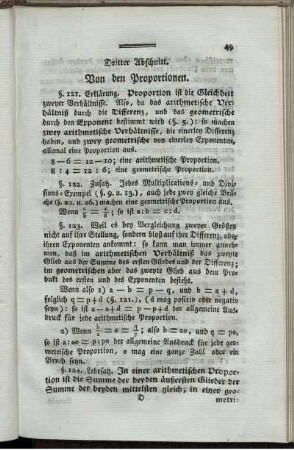 49
Dritter Abschnitt.
Von den Proportionen.
§. 121. Erklärung. Proportion ist die Gleichheit
zweyer Verhältnisse. Also, da das arithmetische Ver-
hältniß durch die Differenz, und das geometrische
durch den Exponent bestimmt wird (§. 5.): so machen
zwey arithmetische Verhältnisse, die einerley Differenz
haben, und zwey geometrische von einerley Exponenten,
allemal eine Proportion aus.
8 — 6 = 12 — 10; eine arithmetische Proportion.
8 : 4 = 12 : 6; eine geometrische Proportion.
§. 122. Zusatz. Jedes Multiplications- und Divi-
sions-Exempel (§. 9. u. 13.), auch jede zwey gleiche Brüche
(§. 20. u. 26.) machen eine geometrische Proportion aus.
Wenn a/b = c/d; so ist a : b = c : d.
§. 123. Weil es bey Vergleichung zweyer Größen
nicht auf ihre Stellung, sondern bloß auf ihre Differenz, oder
ihren Exponenten ankommt: so kann man immer anneh-
men, daß im arithmetischen Verhältniß das zweyte
Glied aus der Summe des ersten Gliedes und der Differenz;
im geometrischen aber das zweyte Glied aus dem Pro-
dukt des ersten und des Exponenten besteht.
Wenn also 1) a — b = p — q, und b = a + d,
folglich q = p + d (§. 121.), (d mag positiv oder negativ
seyn): so ist a — a + d = p — p + d der allgemeine Aus-
druck für jede arithmetische Proportion.
2) Wenn b/a = e = q/p; also b = ae, und q = pe,
so ist a : ae = p : pe der allgemeine Ausdruck für jede geo-
metrische Proportion, e mag eine ganze Zahl oder ein
Bruch seyn.
§. 124. Lehrsatz. In einer arithmetischen Propor-
tion ist die Summe der beyden äußersten Glieder der
Summe der beyden mittelsten gleich; in einer geo-
D
metri-